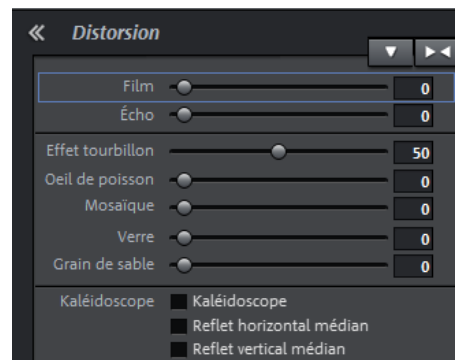 Distorsion
Film 0
Écho 0
Effet tourbillon 50
Oeil de poisson 0
Mosaïque 0
Verre 0
Grain de sable 0
Kaléidoscope Kaléidoscope
Reflet horizontal médian
Reflet vertical médian